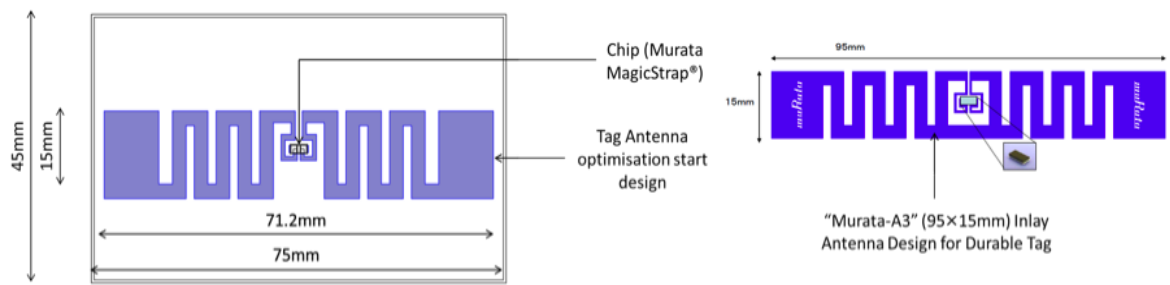 45mm
15mm
71.2mm
75mm
Chip (Murata
MagicStrap®)
Tag Antenna
optimisation start
design
95mm
15mm
muRata
muRata
“Murata-A3” (95×15mm) Inlay
Antenna Design for Durable Tag